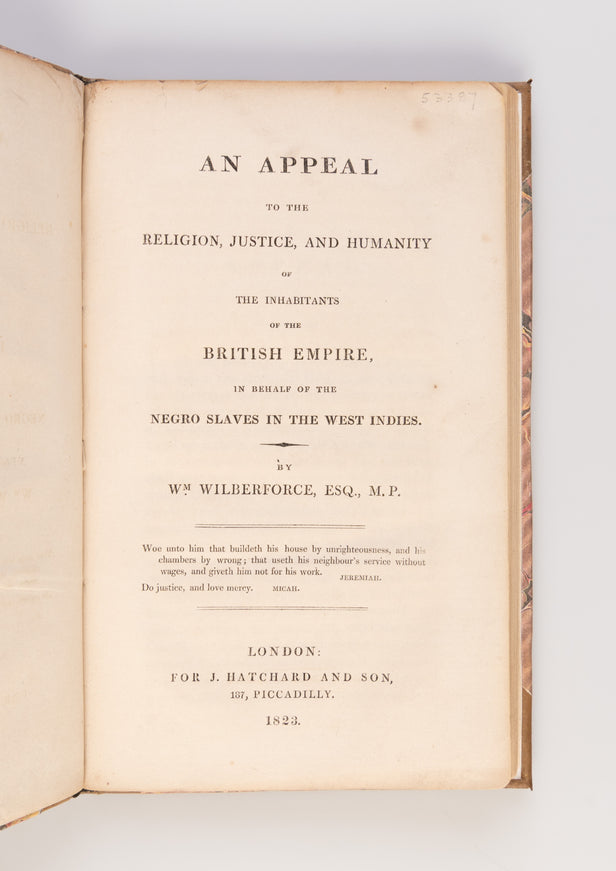 53387
AN APPEAL
TO THE
RELIGION, JUSTICE, AND HUMANITY
OF
THE INHABITANTS
OF THE
BRITISH EMPIRE,
IN BEHALF OF THE
NEGRO SLAVES IN THE WEST INDIES.
BY
WM WILBERFORCE, ESQ., M.P.
Woe unto him that buildeth his house by unrighteousness, and his
chambers by wrong; that useth his neighbour's service without
wages, and giveth him not for his work. JEREMIAH.
Do justice, and love mercy. MICAH.
LONDON:
FOR J. HATCHARD AND SON,
187, PICCADILLY.
1823.